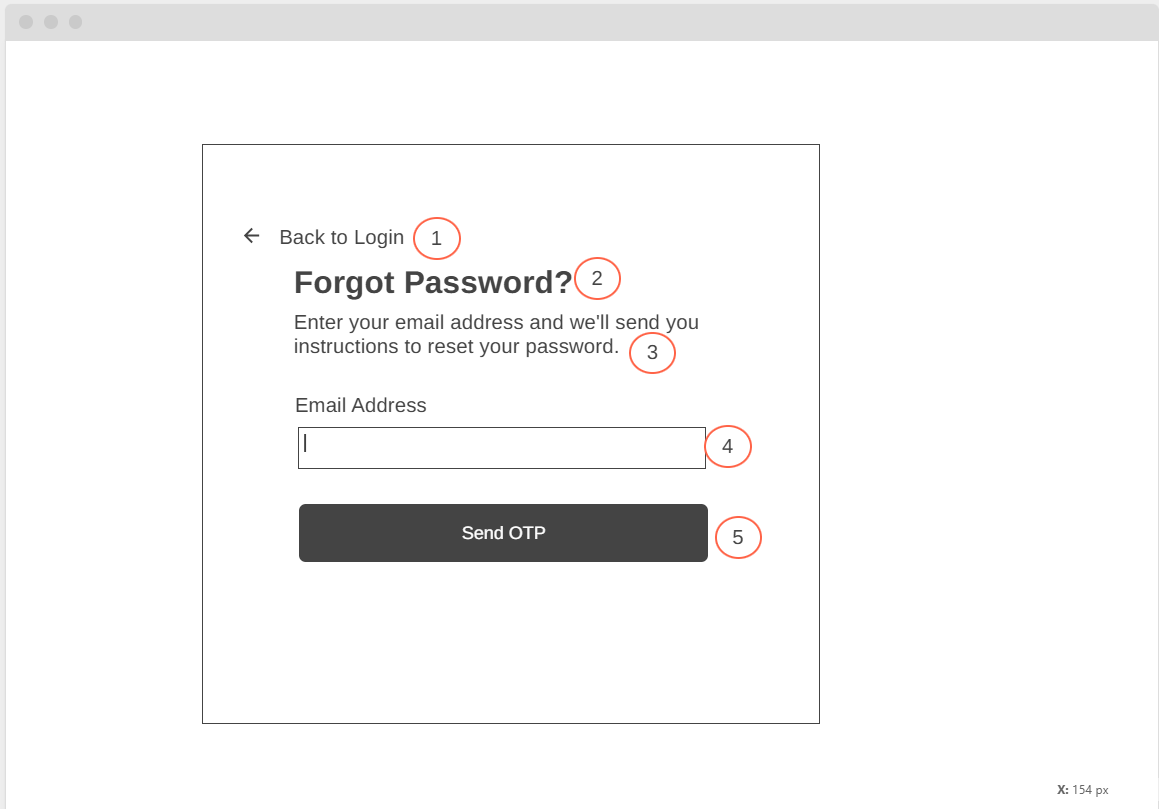 Back to Login 1
Forgot Password? 2
Enter your email address and we'll send you
instructions to reset your password. 3
Email Address
4
Send OTP 5
X: 154 px